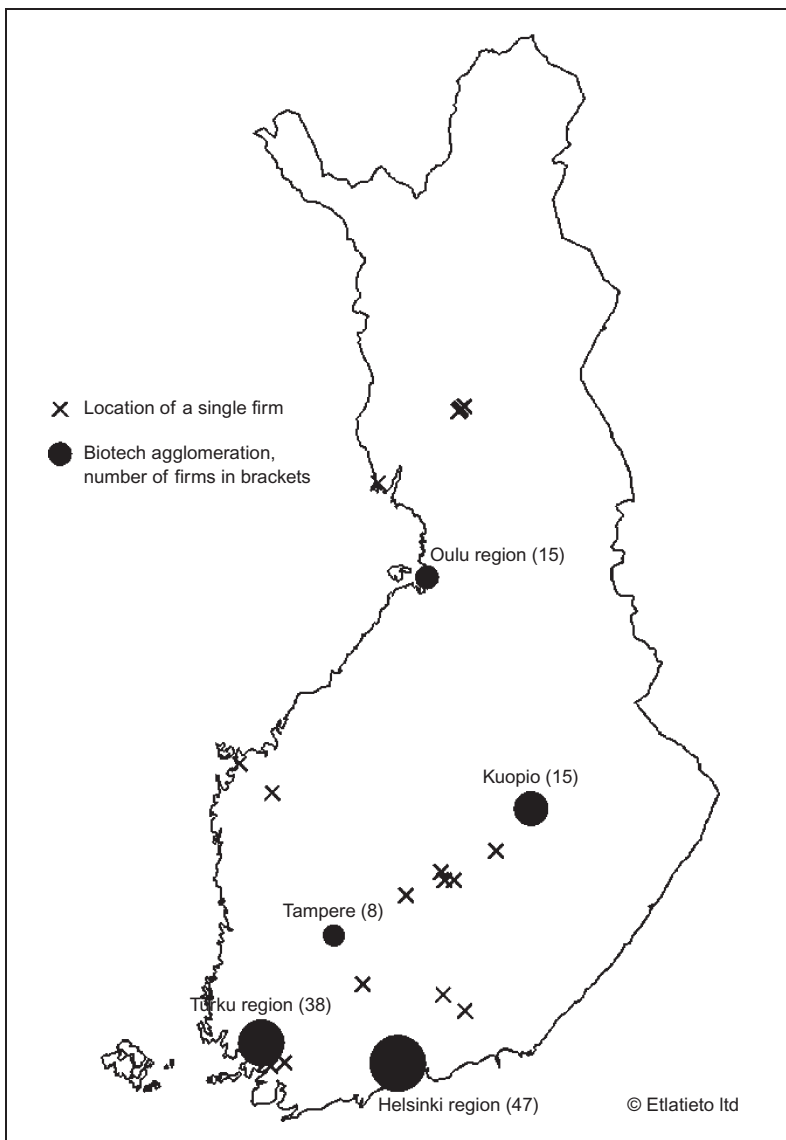 Location of a single firm
Biotech agglomeration,
number of firms in brackets
Oulu region (15)
Kuopio (15)
Tampere (8)
Turku region (38)
Helsinki region (47)
© Etlatieto ltd